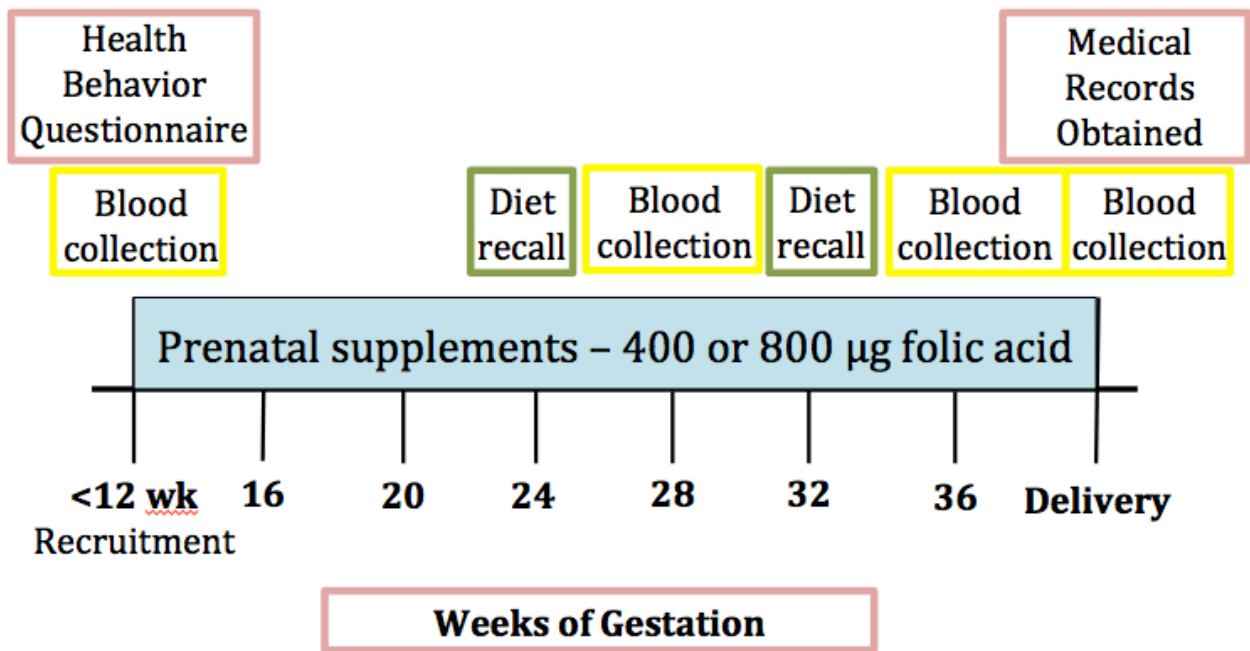 Health
Behavior
Questionnaire
Medical
Records
Obtained
Blood
collection
Diet
recall
Blood
collection
Diet
recall
Blood
collection
Blood
collection
Prenatal supplements – 400 or 800 µg folic acid
<12 wk 16 20 24 28 32 36 Delivery
Recruitment
Weeks of Gestation